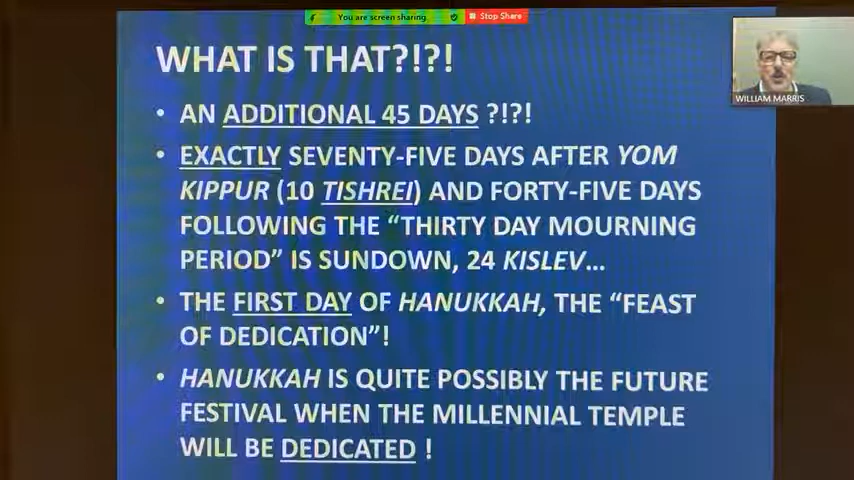 You are screen sharing
Stop Share
WHAT IS THAT?!?!
WILLIAM MARRIS
• AN ADDITIONAL 45 DAYS ?!?!
• EXACTLY SEVENTY-FIVE DAYS AFTER YOM
KIPPUR (10 TISHREI) AND FORTY-FIVE DAYS
FOLLOWING THE “THIRTY DAY MOURNING
PERIOD” IS SUNDOWN, 24 KISLEV...
• THE FIRST DAY OF HANUKKAH, THE “FEAST
OF DEDICATION”!
• HANUKKAH IS QUITE POSSIBLY THE FUTURE
FESTIVAL WHEN THE MILLENNIAL TEMPLE
WILL BE DEDICATED !